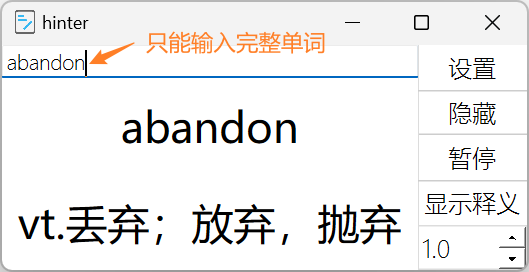 hinter
只能输入完整单词
abandon
设置
abandon
隐藏
暂停
vt.丢弃；放弃，抛弃
显示释义
1.0